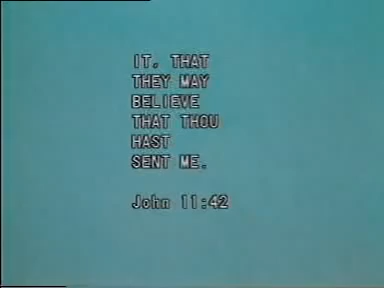 IT, THAT
THEY MAY
BELIEVE
THAT THOU
HAST
SENT ME.
John 11:42